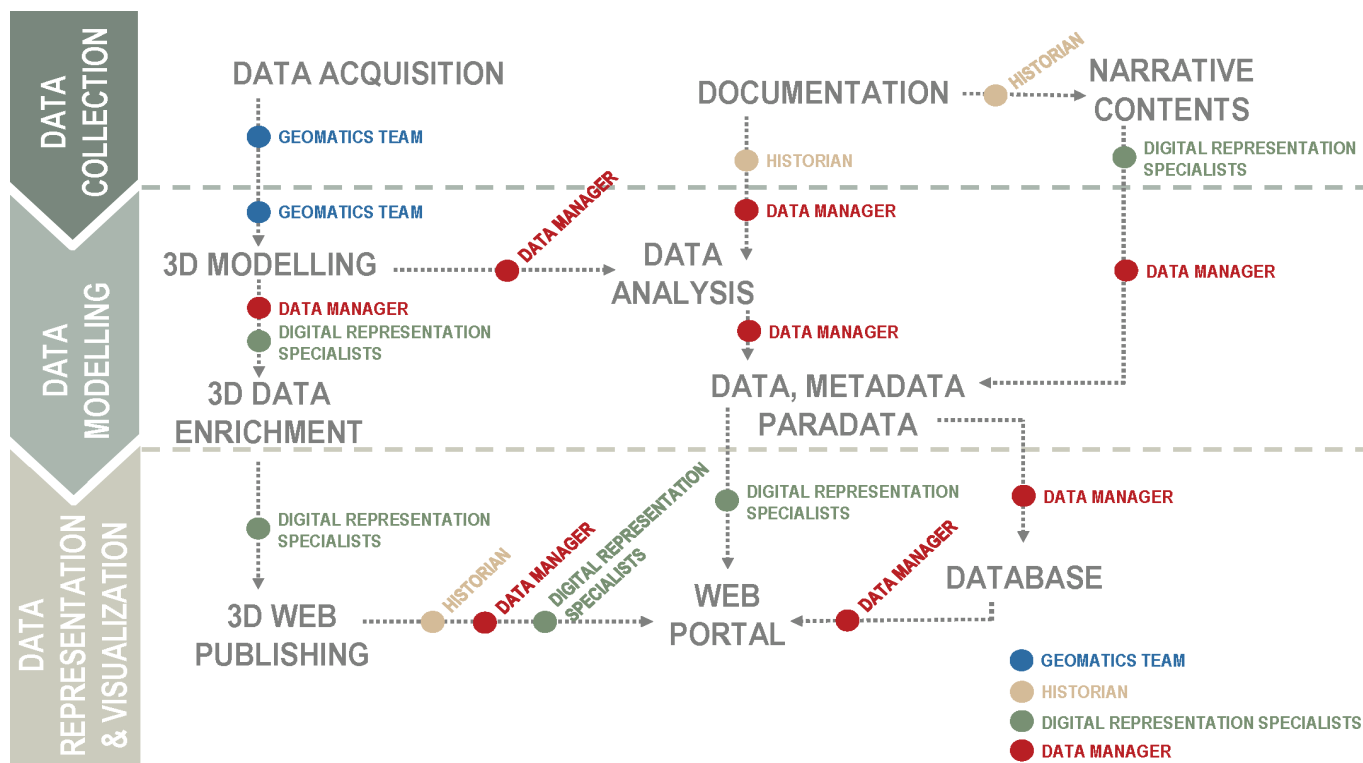 DATA
COLLECTION
DATA ACQUISITION
GEOMATICS TEAM
DOCUMENTATION
HISTORIAN
HISTORIAN
NARRATIVE
CONTENTS
DIGITAL REPRESENTATION
SPECIALISTS
DATA
MODELLING
GEOMATICS TEAM
3D MODELLING
DATA MANAGER
DATA MANAGER
DATA
ANALYSIS
DATA MANAGER
DATA MANAGER
DIGITAL REPRESENTATION
SPECIALISTS
DATA MANAGER
3D DATA
ENRICHMENT
DATA, METADATA
PARADATA
DATA
REPRESENTATION
& VISUALIZATION
DIGITAL REPRESENTATION
SPECIALISTS
DIGITAL REPRESENTATION
SPECIALISTS
DATA MANAGER
3D WEB
PUBLISHING
HISTORIAN
DATA MANAGER
DIGITAL REPRESENTATION
SPECIALISTS
WEB
PORTAL
DATA MANAGER
DATABASE
GEOMATICS TEAM
HISTORIAN
DIGITAL REPRESENTATION SPECIALISTS
DATA MANAGER